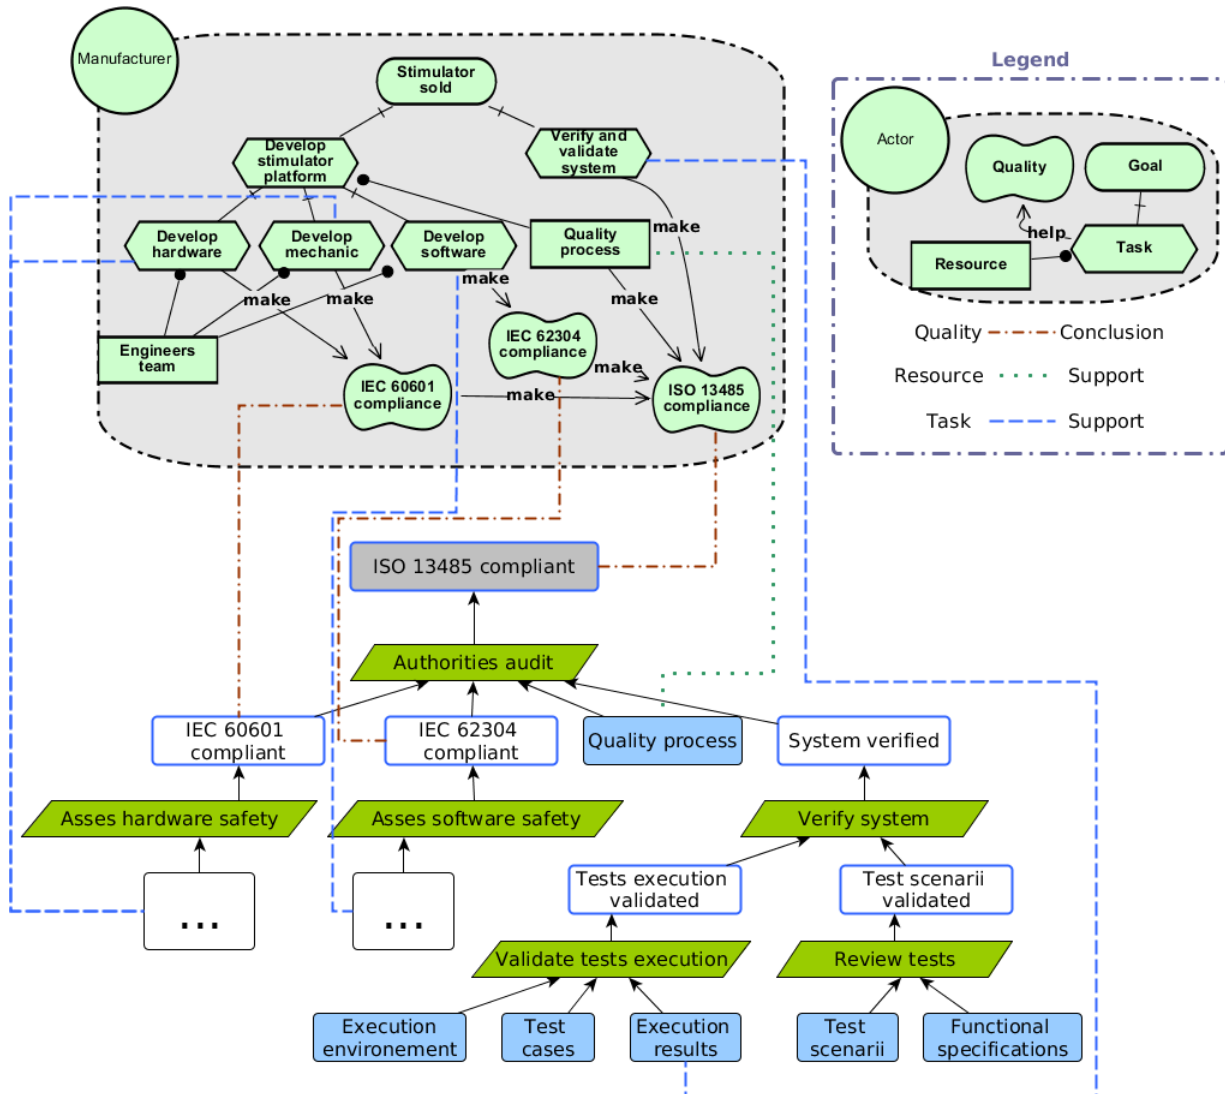 Manufacturer
Stimulator
sold
Develop
stimulator
platform
Verify and
validate
system
Develop
hardware
Develop
mechanic
Develop
software
Quality
process
make
make
make
make
make
Engineers
team
IEC 62304
compliance
make
IEC 60601
compliance
make
ISO 13485
compliance
Legend
Actor
Quality
Goal
help
Resource
Task
Quality
Conclusion
Resource
Support
Task
Support
ISO 13485 compliant
Authorities audit
IEC 60601
compliant
IEC 62304
compliant
Quality process
System verified
Asses hardware safety
Asses software safety
Verify system
...
...
Tests execution
validated
Test scenarii
validated
Validate tests execution
Review tests
Execution
environement
Test
cases
Execution
results
Test
scenarii
Functional
specifications